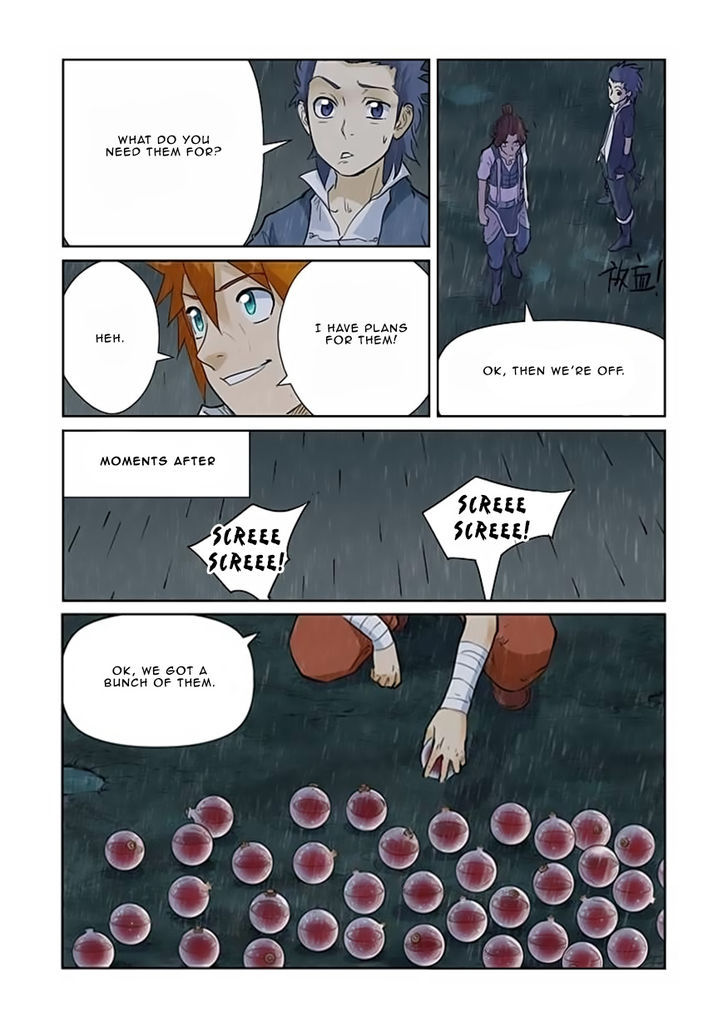 WHAT DO YOU
NEED THEM FOR?
HEH.
I HAVE PLANS
FOR THEM!
放血!
OK, THEN WE'RE OFF.
MOMENTS AFTER
SCREEE
SCREEE!
SCREEE
SCREEE!
OK, WE GOT A
BUNCH OF THEM.